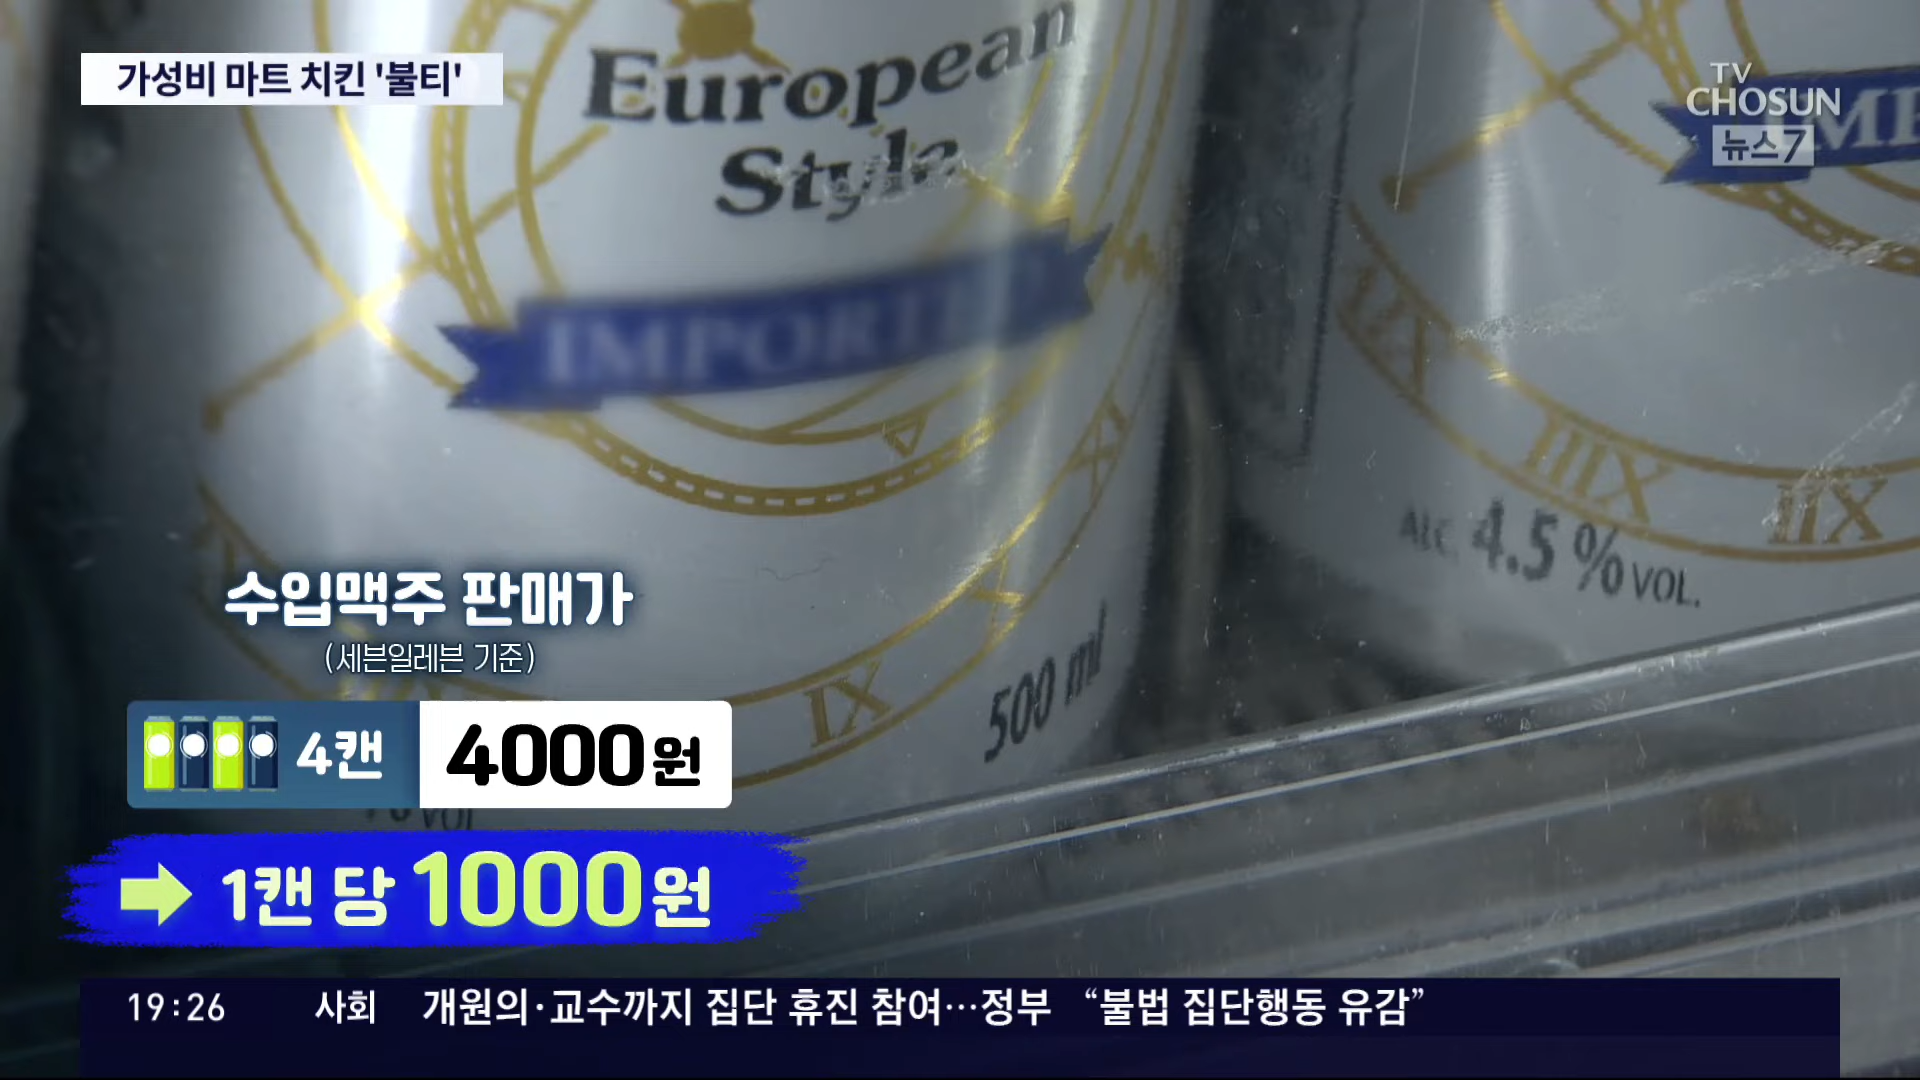 가성비 마트 치킨 '불티'
TV
CHOSUN
뉴스7
European
Style
IMPORTED
IX
500 ml
ALC. 4.5 % VOL.
수입맥주 판매가
(세븐일레븐 기준)
4캔 4000원
1캔 당 1000원
19:26 사회 개원의·교수까지 집단 휴진 참여…정부 “불법 집단행동 유감”